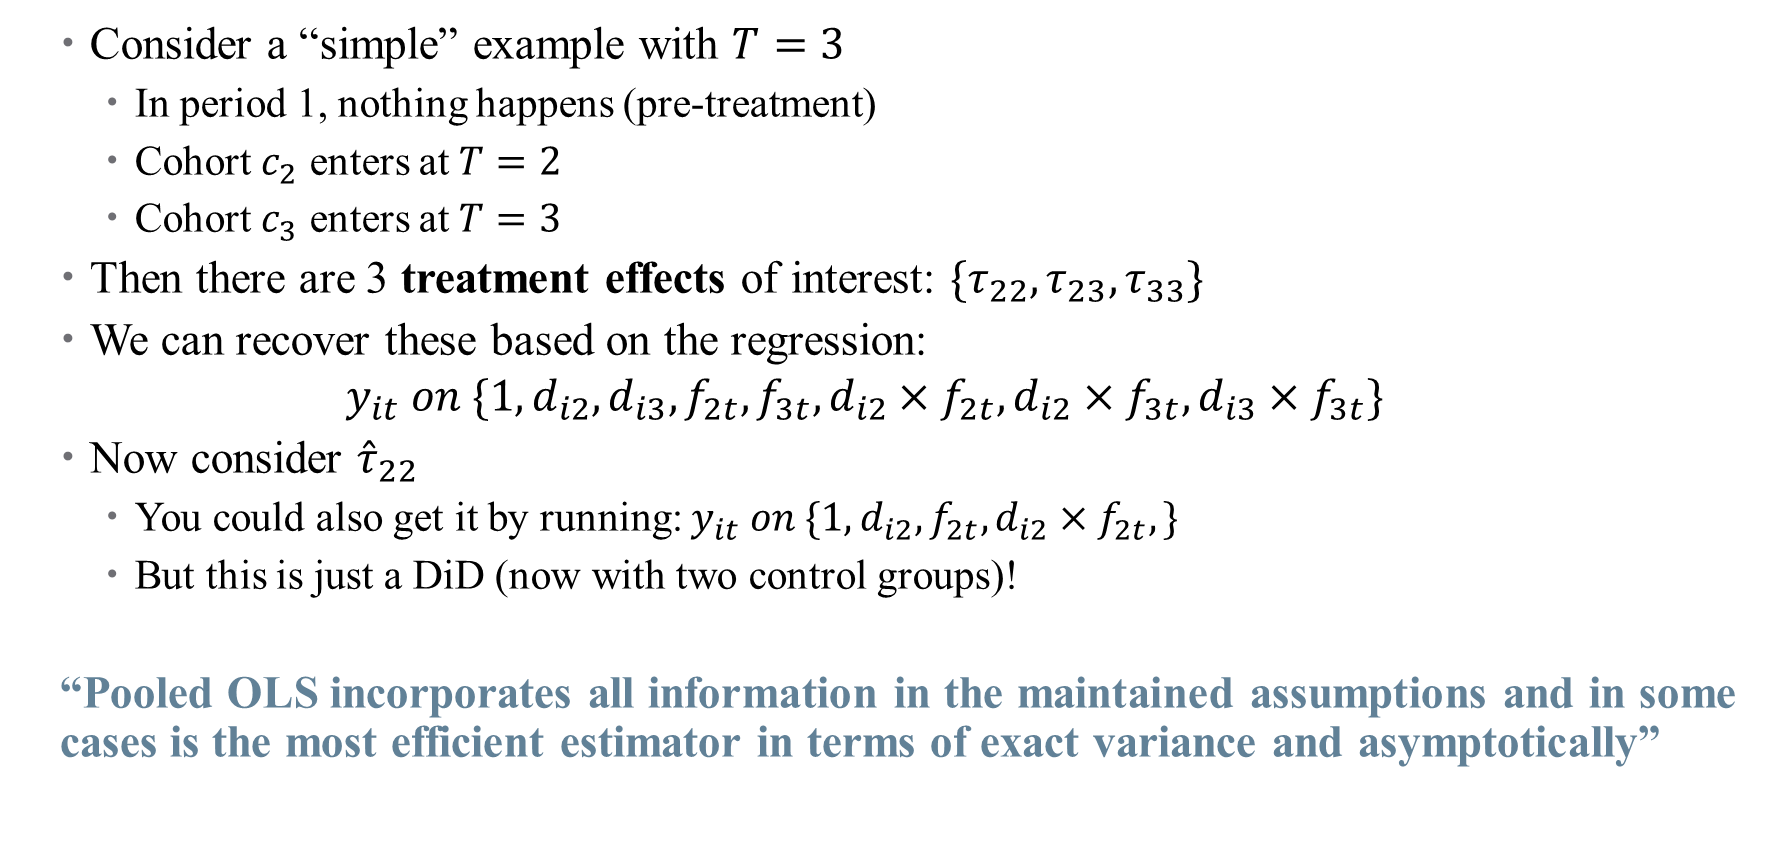 • Consider a “simple” example with T = 3
• In period 1, nothing happens (pre-treatment)
• Cohort c₂ enters at T = 2
• Cohort c₃ enters at T = 3
• Then there are 3 treatment effects of interest: {τ₂₂, τ₂₃, τ₃₃}
• We can recover these based on the regression:
yᵢₜ on {1, dᵢ₂, dᵢ₃, f₂ₜ, f₃ₜ, dᵢ₂ × f₂ₜ, dᵢ₂ × f₃ₜ, dᵢ₃ × f₃ₜ}
• Now consider τ̂₂₂
• You could also get it by running: yᵢₜ on {1, dᵢ₂, f₂ₜ, dᵢ₂ × f₂ₜ, }
• But this is just a DiD (now with two control groups)!
“Pooled OLS incorporates all information in the maintained assumptions and in some
cases is the most efficient estimator in terms of exact variance and asymptotically”